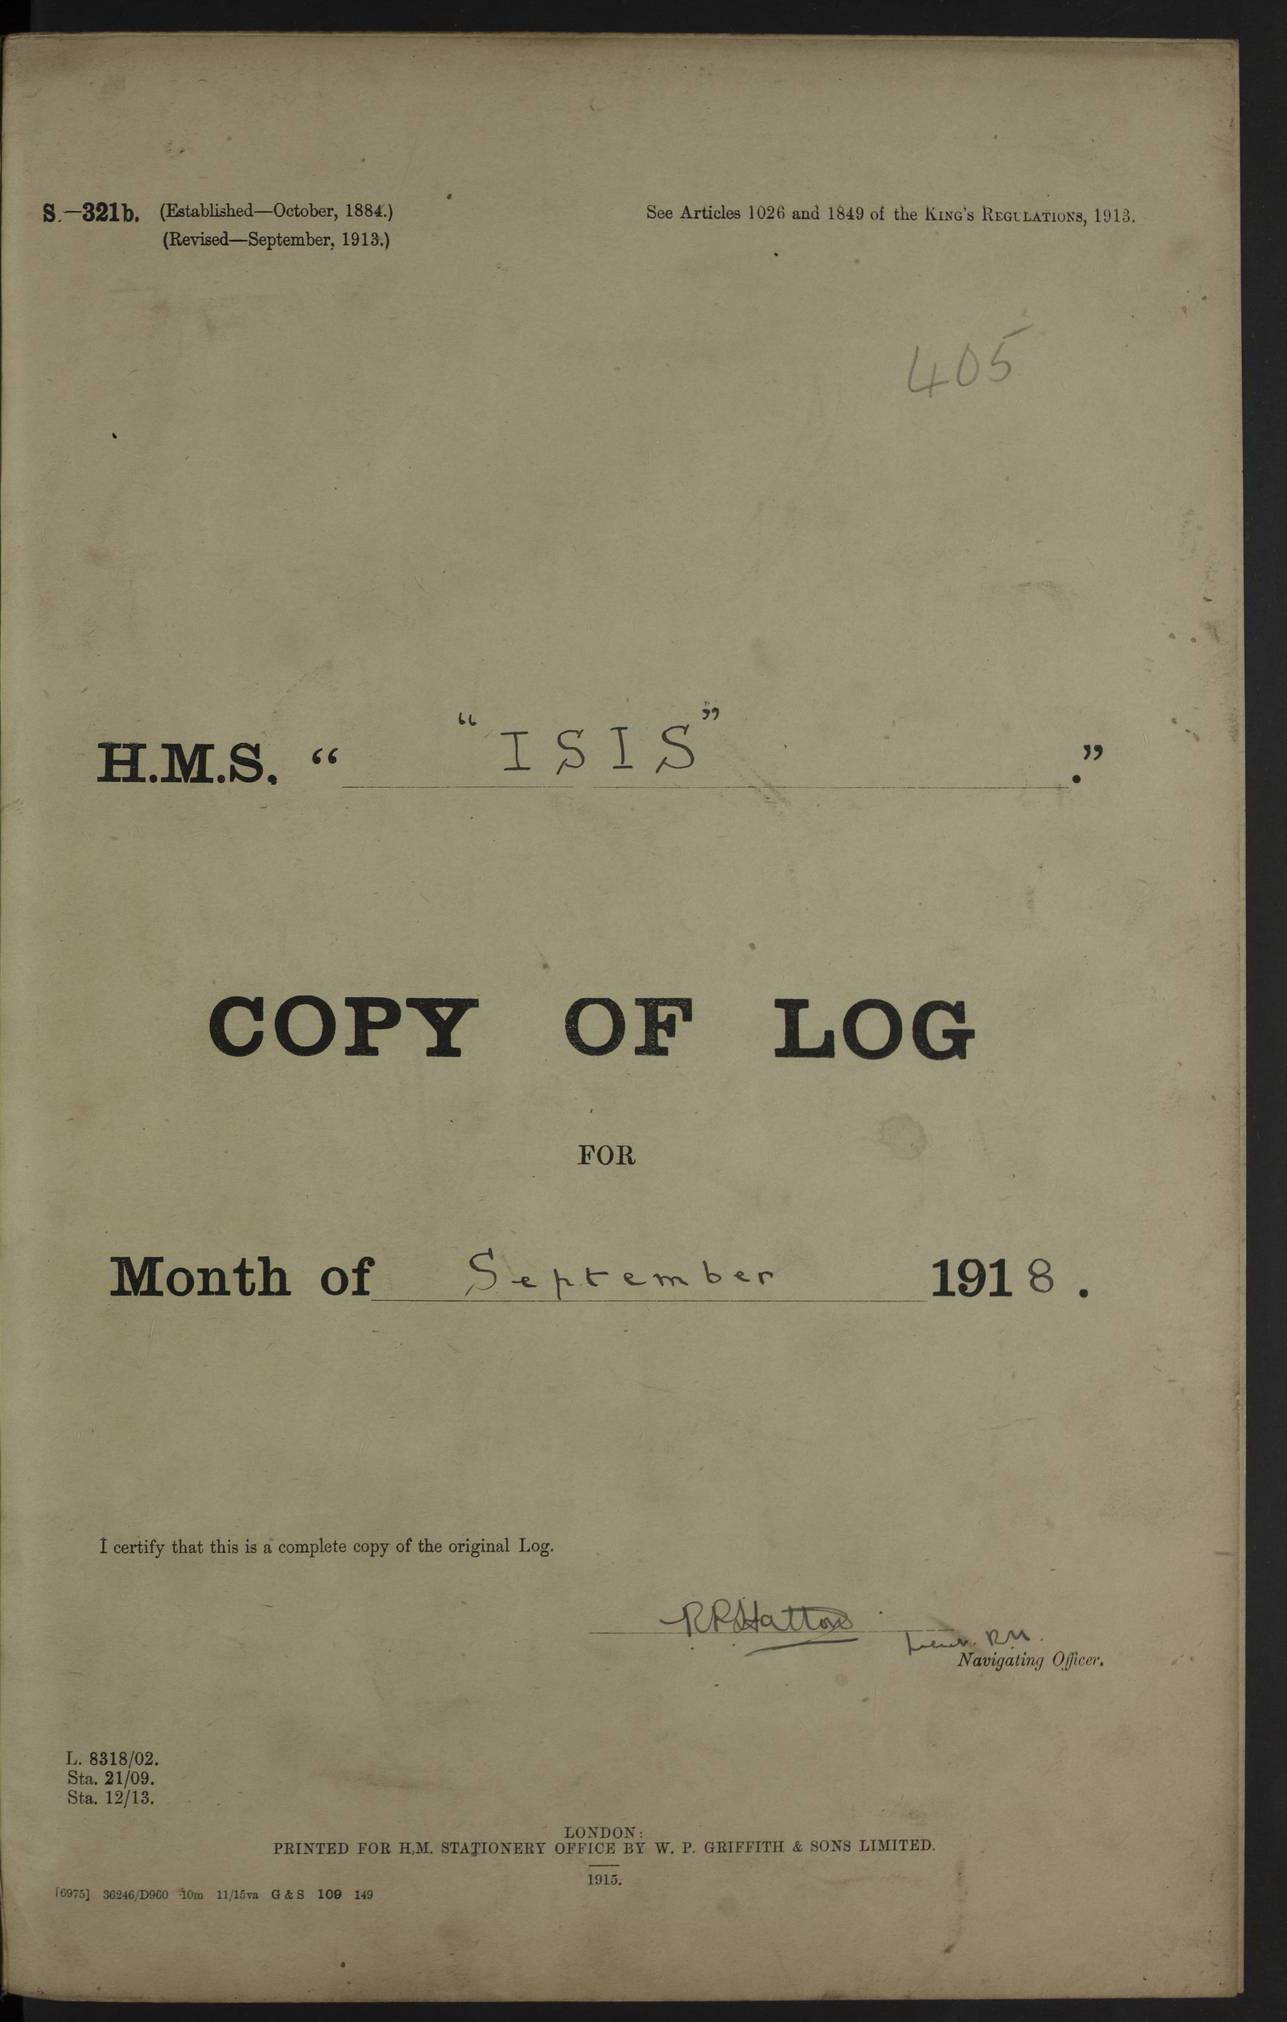 S.—321b. (Established—October, 1884.)
(Revised—September, 1913.)
See Articles 1026 and 1849 of the KING'S REGULATIONS, 1913.
405
H.M.S. “ “ISIS” .”
COPY OF LOG
FOR
Month of September 1918.
I certify that this is a complete copy of the original Log.
Lieut. RN.
Navigating Officer.
L. 8318/02.
Sta. 21/09.
Sta. 12/13.
LONDON:
PRINTED FOR H.M. STATIONERY OFFICE BY W. P. GRIFFITH & SONS LIMITED.
1915.
[6975] 36246/D960 10m 11/15va G & S 109 149